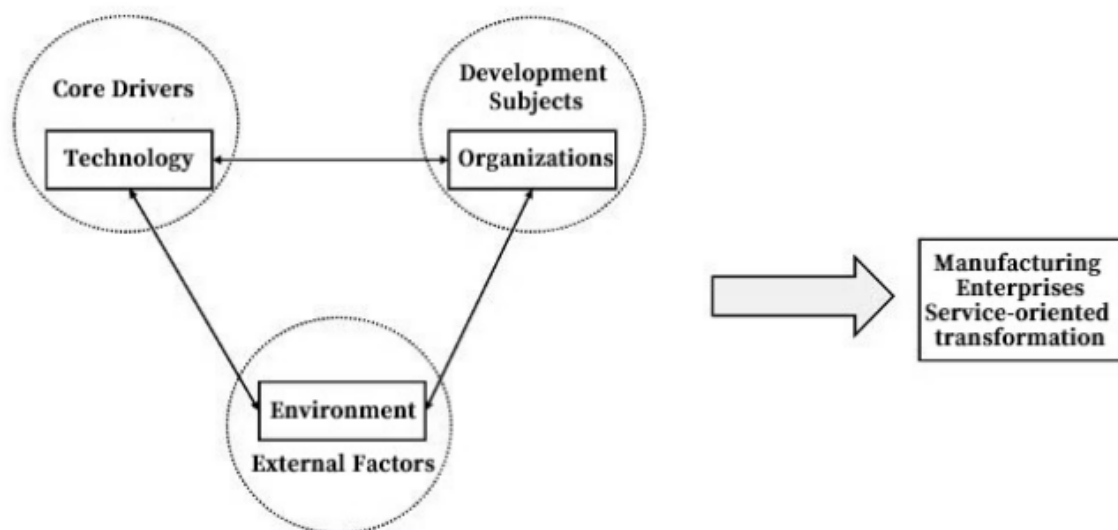 Core Drivers
Technology
Development
Subjects
Organizations
Environment
External Factors
Manufacturing
Enterprises
Service-oriented
transformation